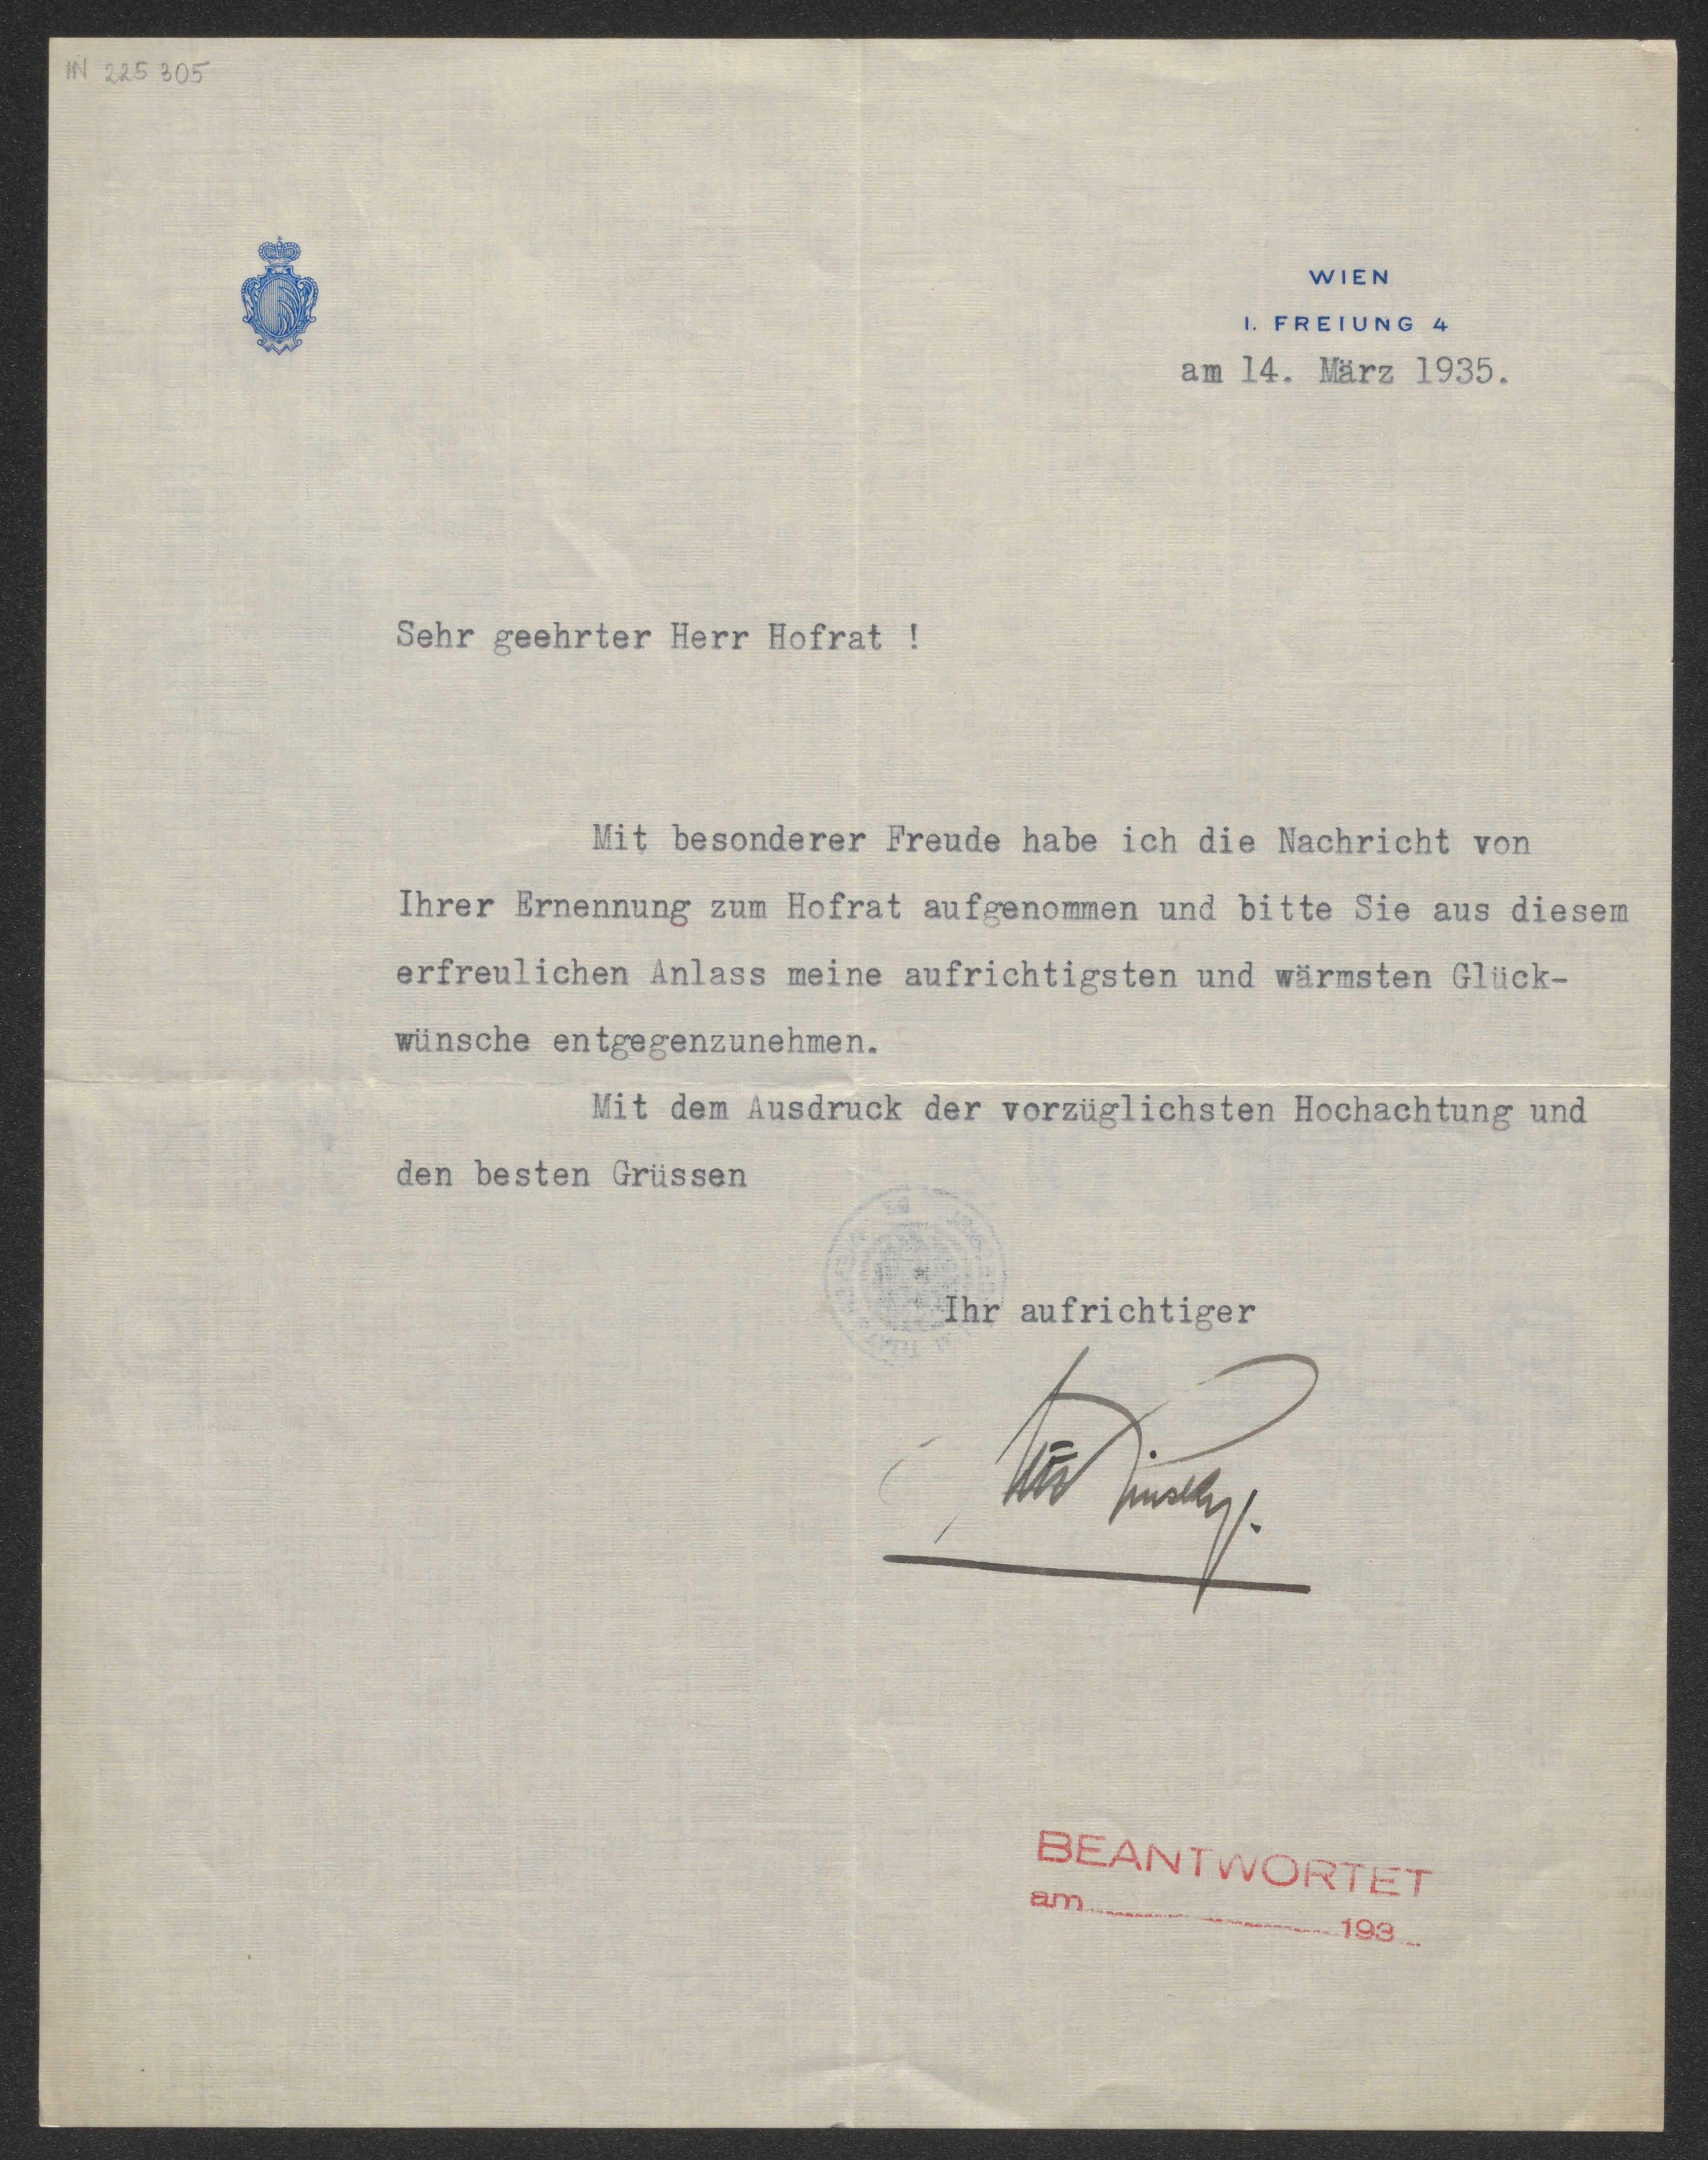 IN 225 305
WIEN
I. FREIUNG 4
am 14. März 1935.
Sehr geehrter Herr Hofrat !
Mit besonderer Freude habe ich die Nachricht von
Ihrer Ernennung zum Hofrat aufgenommen und bitte Sie aus diesem
erfreulichen Anlass meine aufrichtigsten und wärmsten Glück-
wünsche entgegenzunehmen.
Mit dem Ausdruck der vorzüglichsten Hochachtung und
den besten Grüssen
Ihr aufrichtiger
BEANTWORTET
am 193